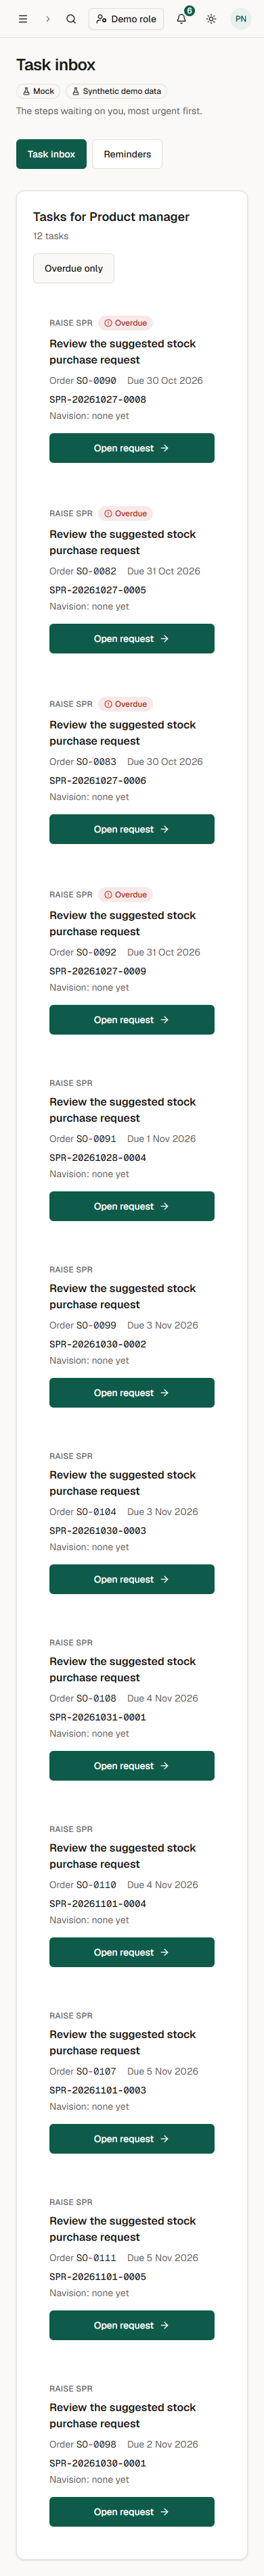 Demo role
6
PN
Task inbox
Mock
Synthetic demo data
The steps waiting on you, most urgent first.
Task inbox
Reminders
Tasks for Product manager
12 tasks
Overdue only
RAISE SPR Overdue
Review the suggested stock
purchase request
Order SO-0090 Due 30 Oct 2026
SPR-20261027-0008
Navision: none yet
Open request
RAISE SPR Overdue
Review the suggested stock
purchase request
Order SO-0082 Due 31 Oct 2026
SPR-20261027-0005
Navision: none yet
Open request
RAISE SPR Overdue
Review the suggested stock
purchase request
Order SO-0083 Due 30 Oct 2026
SPR-20261027-0006
Navision: none yet
Open request
RAISE SPR Overdue
Review the suggested stock
purchase request
Order SO-0092 Due 31 Oct 2026
SPR-20261027-0009
Navision: none yet
Open request
RAISE SPR
Review the suggested stock
purchase request
Order SO-0091 Due 1 Nov 2026
SPR-20261028-0004
Navision: none yet
Open request
RAISE SPR
Review the suggested stock
purchase request
Order SO-0099 Due 3 Nov 2026
SPR-20261030-0002
Navision: none yet
Open request
RAISE SPR
Review the suggested stock
purchase request
Order SO-0104 Due 3 Nov 2026
SPR-20261030-0003
Navision: none yet
Open request
RAISE SPR
Review the suggested stock
purchase request
Order SO-0108 Due 4 Nov 2026
SPR-20261031-0001
Navision: none yet
Open request
RAISE SPR
Review the suggested stock
purchase request
Order SO-0110 Due 4 Nov 2026
SPR-20261101-0004
Navision: none yet
Open request
RAISE SPR
Review the suggested stock
purchase request
Order SO-0107 Due 5 Nov 2026
SPR-20261101-0003
Navision: none yet
Open request
RAISE SPR
Review the suggested stock
purchase request
Order SO-0111 Due 5 Nov 2026
SPR-20261101-0005
Navision: none yet
Open request
RAISE SPR
Review the suggested stock
purchase request
Order SO-0098 Due 2 Nov 2026
SPR-20261030-0001
Navision: none yet
Open request